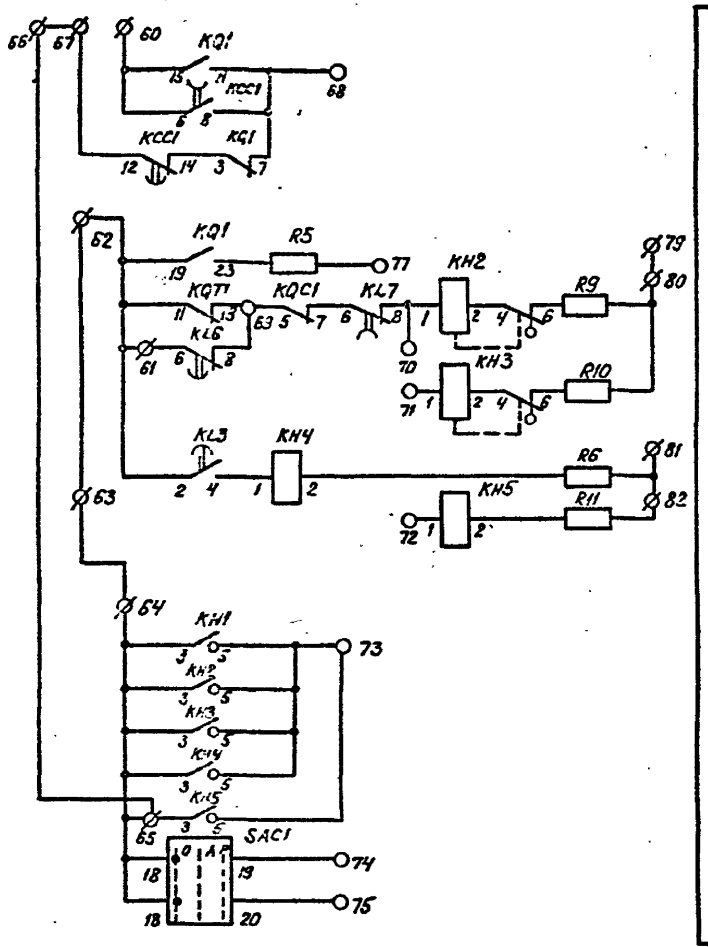 66 67 60
KQ1
13 11 68
KCC1
6 8
KCC1 KQ1
12 14 3 7
62
KQ1 R5 79
19 23 77 KH2 80
KQT1 KQC1 KL7 R9
11 13 63 5 7 6 8 1 2 4 6
KL6
61 6 8 70 KH3 R10
71 1 2 4 6
KL3 KH4 R6 81
2 4 1 2
63 KH5 R11 82
72 1 2
64
KH1
3 5 73
KH2
3 5
KH3
3 5
KH4
3 5
KH5
65 3 5 SAC1
O A P
18 19 74
18 20 75